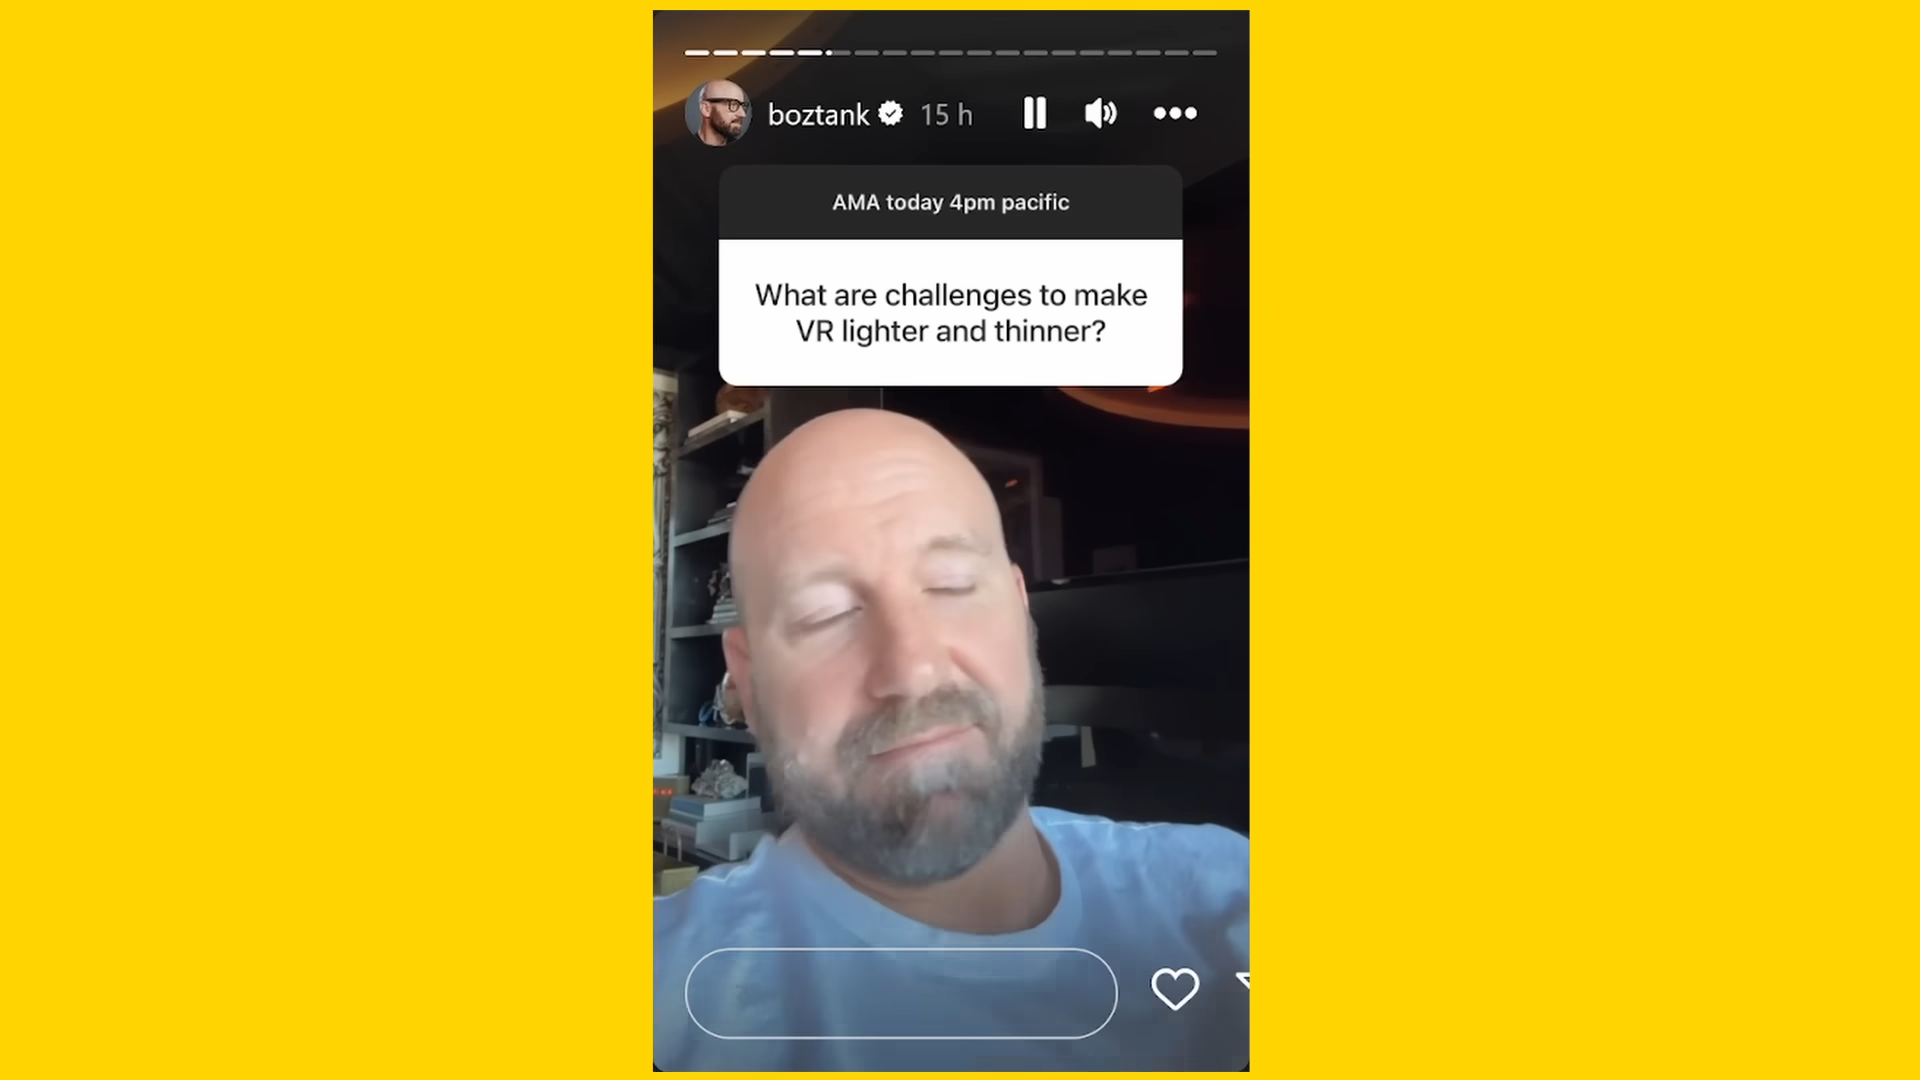 boztank 15 h
AMA today 4pm pacific
What are challenges to make
VR lighter and thinner?